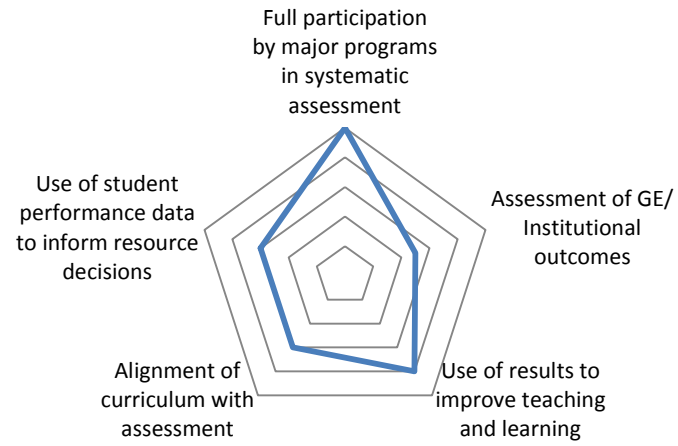 Full participation
by major programs
in systematic
assessment
Assessment of GE/
Institutional
outcomes
Use of results to
improve teaching
and learning
Alignment of
curriculum with
assessment
Use of student
performance data
to inform resource
decisions